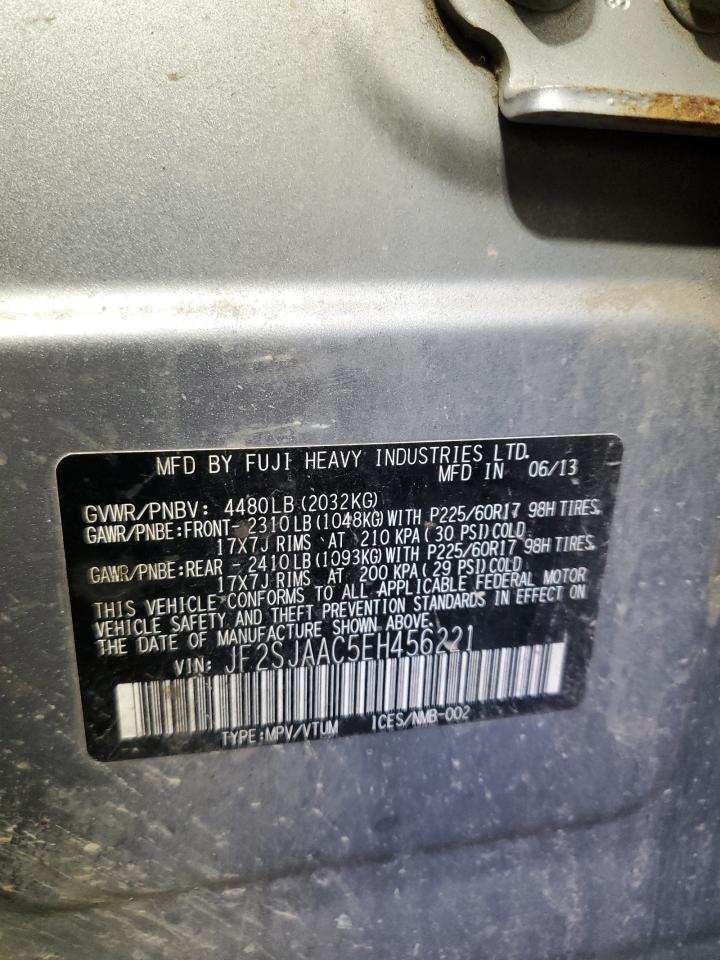 MFD BY FUJI HEAVY INDUSTRIES LTD.
MFD IN 06/13
GVWR/PNBV: 4480LB (2032KG)
GAWR/PNBE:FRONT- 2310LB (1048KG) WITH P225/60R17 98H TIRES,
17X7J RIMS AT 210 KPA (30 PSI) COLD
GAWR/PNBE:REAR - 2410LB (1093KG) WITH P225/60R17 98H TIRES,
17X7J RIMS AT 200 KPA (29 PSI) COLD
THIS VEHICLE CONFORMS TO ALL APPLICABLE FEDERAL MOTOR
VEHICLE SAFETY AND THEFT PREVENTION STANDARDS IN EFFECT ON
THE DATE OF MANUFACTURE SHOWN ABOVE.
VIN: JF2SJAAC5EH456221
TYPE:MPV/VTUM ICES/NMB-002